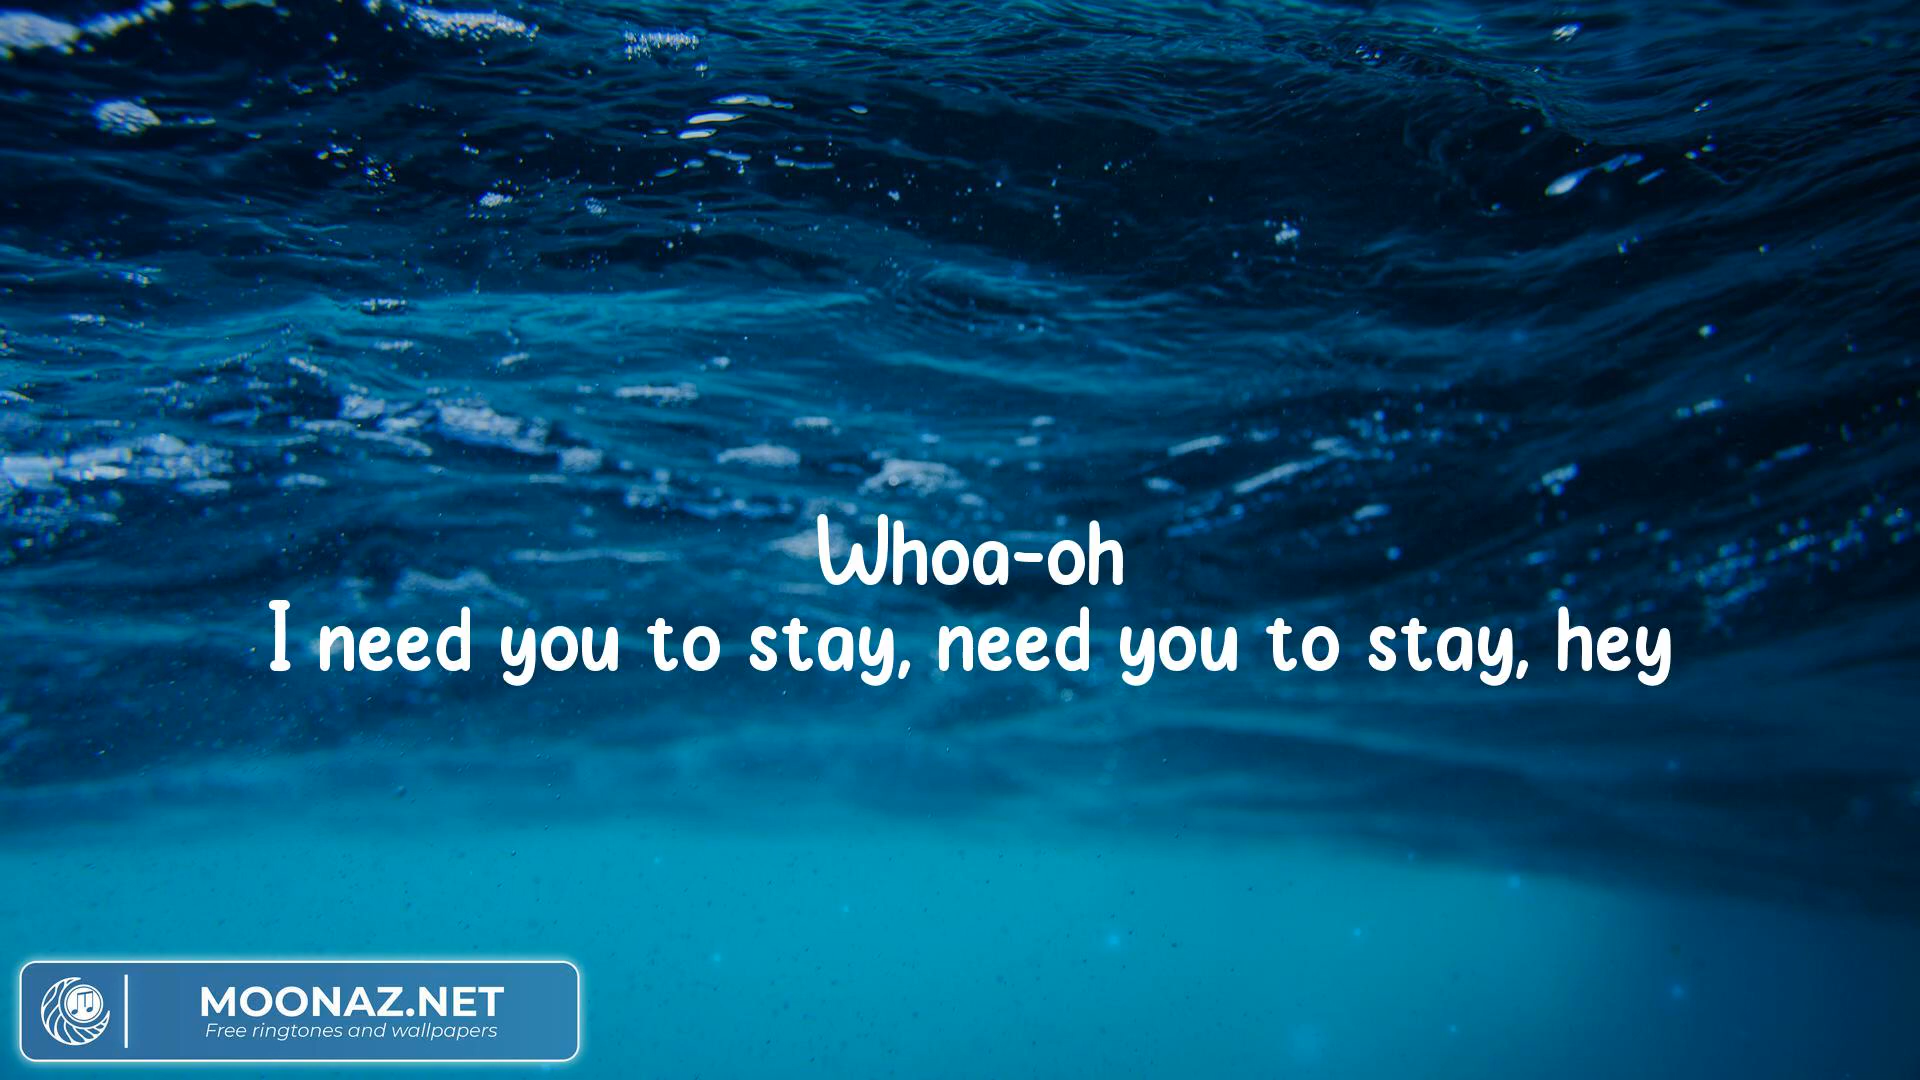 Whoa-oh
I need you to stay, need you to stay, hey
MOONAZ.NET
Free ringtones and wallpapers